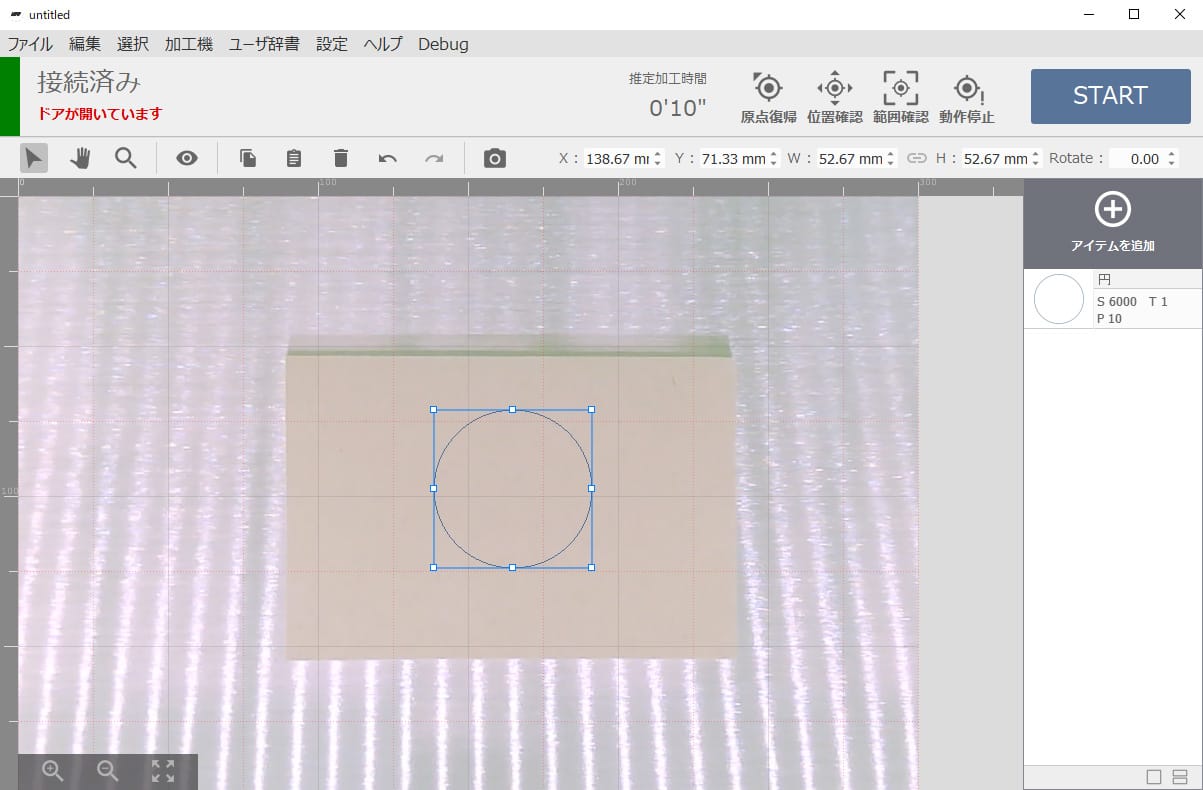 untitled
ファイル 編集 選択 加工機 ユーザ辞書 設定 ヘルプ Debug
接続済み
ドアが開いています
推定加工時間
0'10"
原点復帰 位置確認 範囲確認 動作停止
START
X : 138.67 mm Y : 71.33 mm W : 52.67 mm H : 52.67 mm Rotate : 0.00
0 100 200 300
アイテムを追加
円
S 6000 T 1
P 10
100